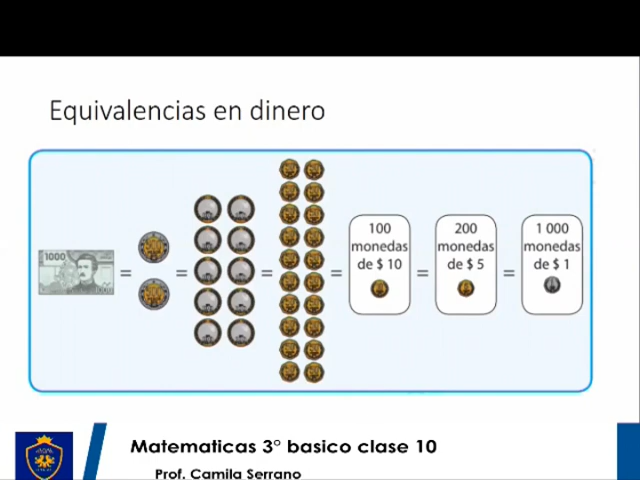 Equivalencias en dinero
1000
=
=
=
=
100
monedas
de $ 10
=
200
monedas
de $ 5
=
1 000
monedas
de $ 1
Matematicas 3° basico clase 10
Prof. Camila Serrano